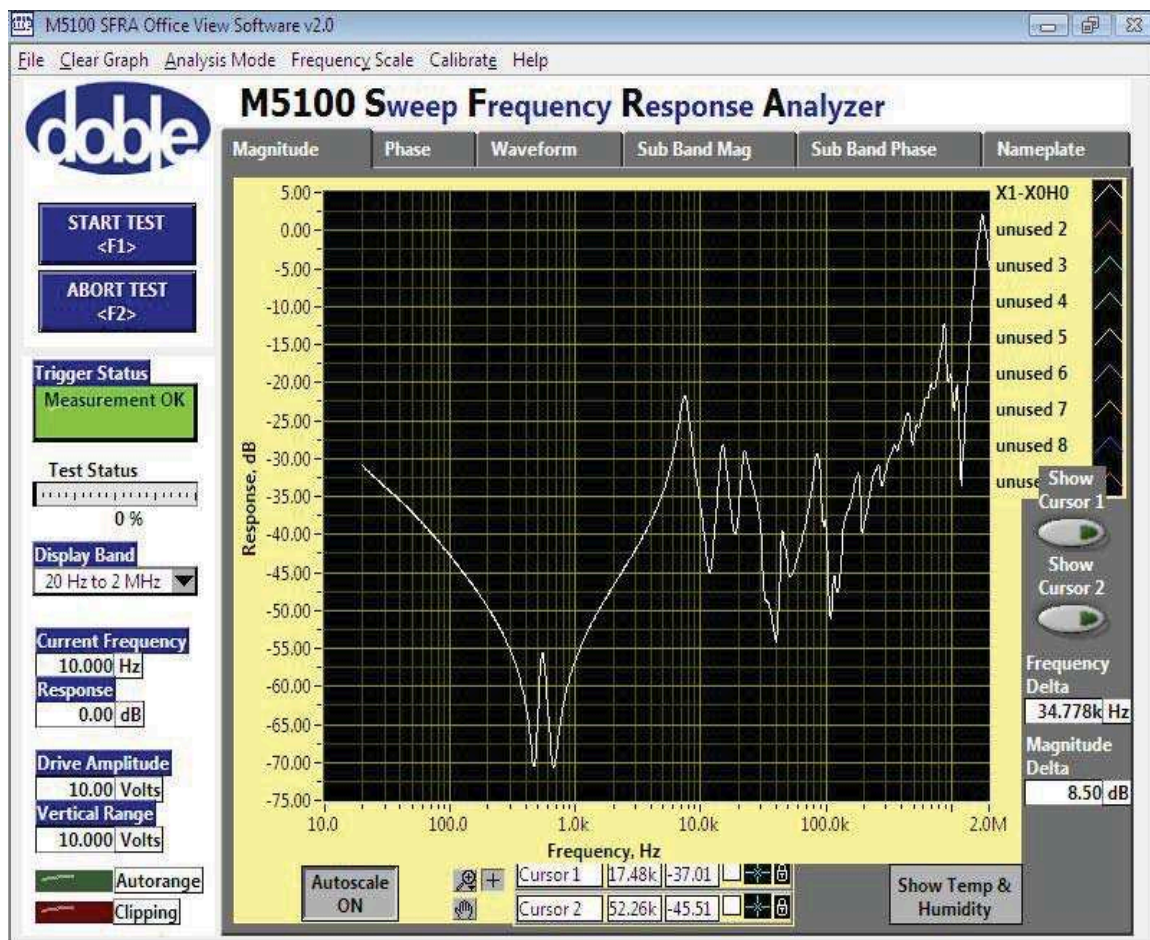 M5100 SFRA Office View Software v2.0
File Clear Graph Analysis Mode Frequency Scale Calibrate Help
doble
M5100 Sweep Frequency Response Analyzer
Magnitude Phase Waveform Sub Band Mag Sub Band Phase Nameplate
START TEST
<F1>
ABORT TEST
<F2>
Trigger Status
Measurement OK
Test Status
0 %
Display Band
20 Hz to 2 MHz
Current Frequency
10.000 Hz
Response
0.00 dB
Drive Amplitude
10.00 Volts
Vertical Range
10.000 Volts
Autorange
Clipping
Response, dB
5.00
0.00
-5.00
-10.00
-15.00
-20.00
-25.00
-30.00
-35.00
-40.00
-45.00
-50.00
-55.00
-60.00
-65.00
-70.00
-75.00
10.0 100.0 1.0k 10.0k 100.0k 2.0M
Frequency, Hz
X1-X0H0
unused 2
unused 3
unused 4
unused 5
unused 6
unused 7
unused 8
unus
Show
Cursor 1
Show
Cursor 2
Frequency
Delta
34.778k Hz
Magnitude
Delta
8.50 dB
Autoscale
ON
Cursor 1 17.48k -37.01
Cursor 2 52.26k -45.51
Show Temp &
Humidity